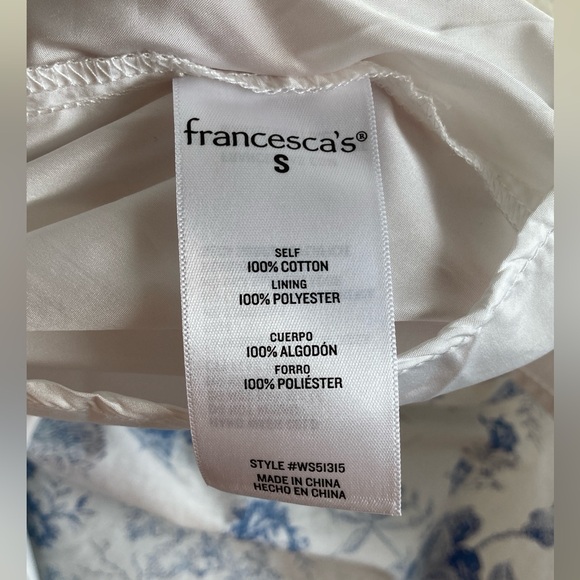 francesca's®
S
SELF
100% COTTON
LINING
100% POLYESTER
CUERPO
100% ALGODÓN
FORRO
100% POLIÉSTER
STYLE #WS51315
MADE IN CHINA
HECHO EN CHINA